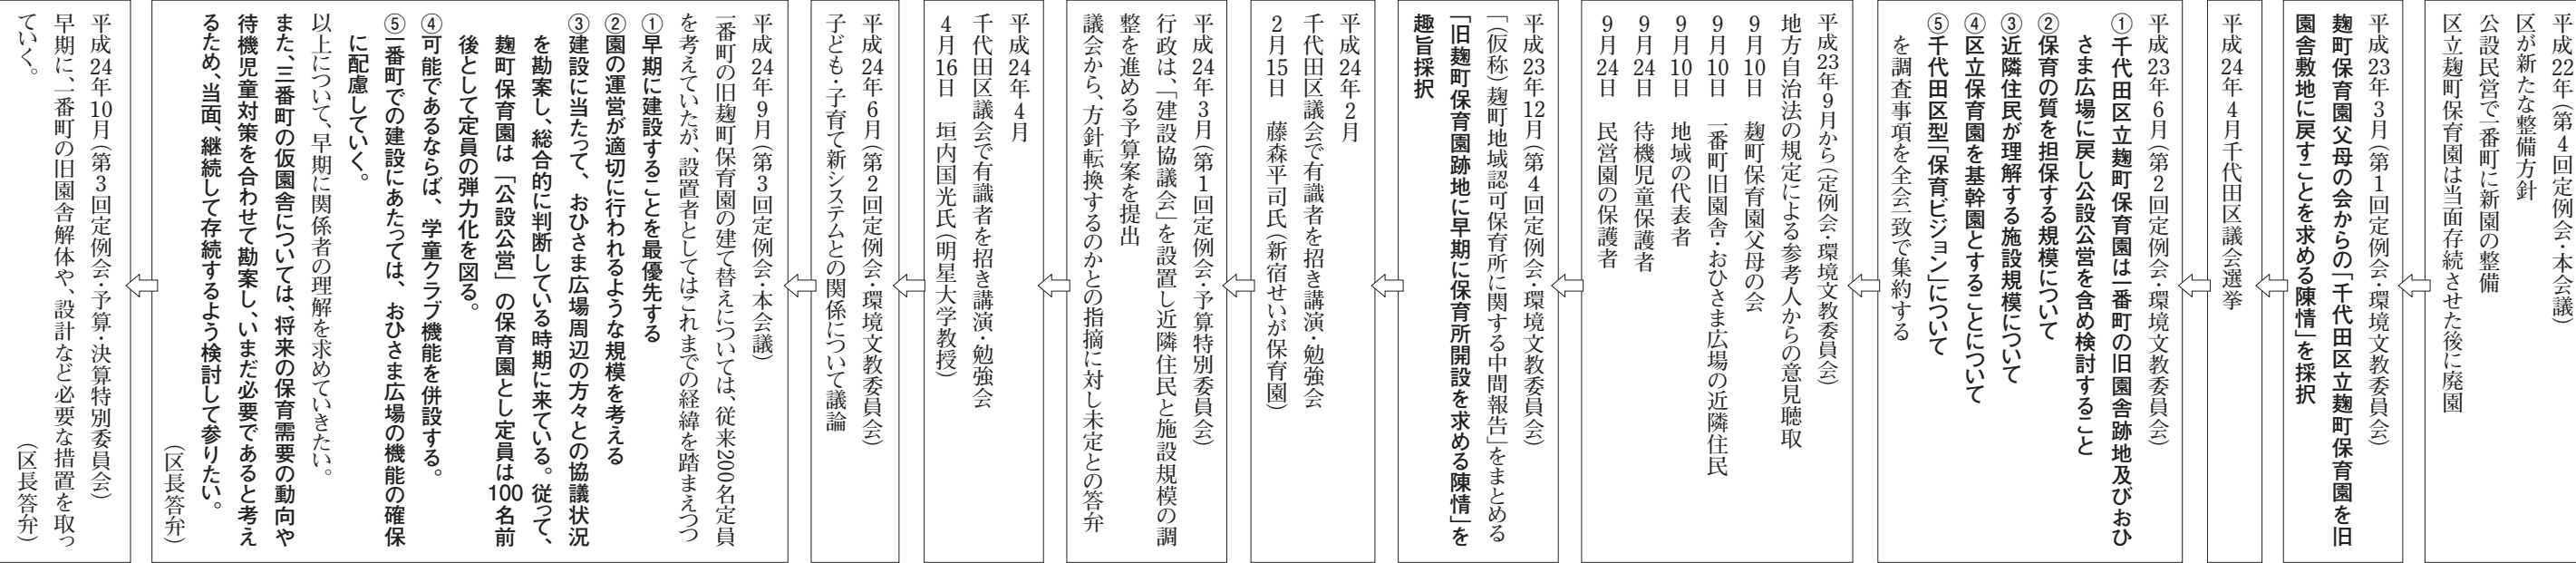 平成22年（第4回定例会・本会議）
区が新たな整備方針
公設民営で一番町に新園の整備
区立麹町保育園は当面存続させた後に廃園
平成23年3月（第1回定例会・環境文教委員会）
麹町保育園父母の会からの「千代田区立麹町保育園を旧
園舎敷地に戻すことを求める陳情」を採択
平成24年4月千代田区議会選挙
平成23年6月（第2回定例会・環境文教委員会）
①千代田区立麹町保育園は一番町の旧園舎跡地及びおひ
さま広場に戻し公設公営を含め検討すること
②保育の質を担保する規模について
③近隣住民が理解する施設規模について
④区立保育園を基幹園とすることについて
⑤千代田区型「保育ビジョン」について
を調査事項を全会一致で集約する
平成23年9月から（定例会・環境文教委員会）
地方自治法の規定による参考人からの意見聴取
9月10日　麹町保育園父母の会
9月10日　一番町旧園舎・おひさま広場の近隣住民
9月10日　地域の代表者
9月24日　待機児童保護者
9月24日　民営園の保護者
平成23年12月（第4回定例会・環境文教委員会）
「（仮称）麹町地域認可保育所に関する中間報告」をまとめる
「旧麹町保育園跡地に早期に保育所開設を求める陳情」を
趣旨採択
平成24年2月
千代田区議会で有識者を招き講演・勉強会
2月15日　藤森平司氏（新宿せいが保育園）
平成24年3月（第1回定例会・予算特別委員会）
行政は、「建設協議会」を設置し近隣住民と施設規模の調
整を進める予算案を提出
議会から、方針転換するのかとの指摘に対し未定との答弁
平成24年4月
千代田区議会で有識者を招き講演・勉強会
4月16日　垣内国光氏（明星大学教授）
平成24年6月（第2回定例会・環境文教委員会）
子ども・子育て新システムとの関係について議論
平成24年9月（第3回定例会・本会議）
一番町の旧麹町保育園の建て替えについては、従来200名定員
を考えていたが、設置者としてはこれまでの経緯を踏まえつつ
①早期に建設することを最優先する
②園の運営が適切に行われるような規模を考える
③建設に当たって、おひさま広場周辺の方々との協議状況
を勘案し、総合的に判断している時期に来ている。従って、
麹町保育園は「公設公営」の保育園とし定員は100名前
後として定員の弾力化を図る。
④可能であるならば、学童クラブ機能を併設する。
⑤一番町での建設にあたっては、おひさま広場の機能の確保
に配慮していく。
以上について、早期に関係者の理解を求めていきたい。
また、三番町の仮園舎については、将来の保育需要の動向や
待機児童対策を合わせて勘案し、いまだ必要であると考え
るため、当面、継続して存続するよう検討して参りたい。
（区長答弁）
平成24年10月（第3回定例会・予算・決算特別委員会）
早期に、一番町の旧園舎解体や、設計など必要な措置を取っ
ていく。
（区長答弁）